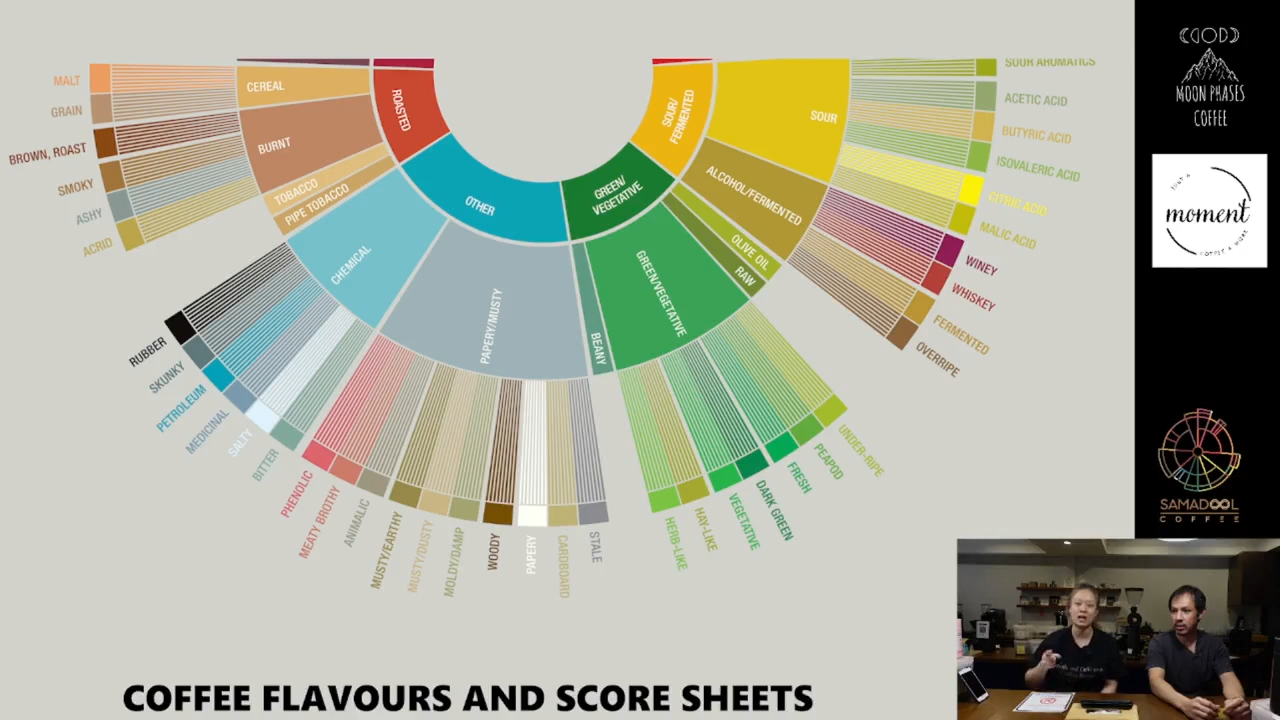 MALT
GRAIN
BROWN, ROAST
SMOKY
ASHY
ACRID
CEREAL
BURNT
TOBACCO
PIPE TOBACCO
ROASTED
OTHER
GREEN/
VEGETATIVE
SOUR/
FERMENTED
SOUR
ALCOHOL/FERMENTED
OLIVE OIL
RAW
GREEN/VEGETATIVE
BEANY
PAPERY/MUSTY
CHEMICAL
RUBBER
SKUNKY
PETROLEUM
MEDICINAL
SALTY
BITTER
PHENOLIC
MEATY BROTHY
ANIMALIC
MUSTY/EARTHY
MUSTY/DUSTY
MOLDY/DAMP
WOODY
PAPERY
CARDBOARD
STALE
HERB-LIKE
HAY-LIKE
VEGETATIVE
DARK GREEN
FRESH
PEAPOD
UNDER-RIPE
OVERRIPE
FERMENTED
WHISKEY
WINEY
MALIC ACID
CITRIC ACID
ISOVALERIC ACID
BUTYRIC ACID
ACETIC ACID
SOUR AROMATICS
MOON PHASES
COFFEE
moment
SAMADOOL
COFFEE
COFFEE FLAVOURS AND SCORE SHEETS